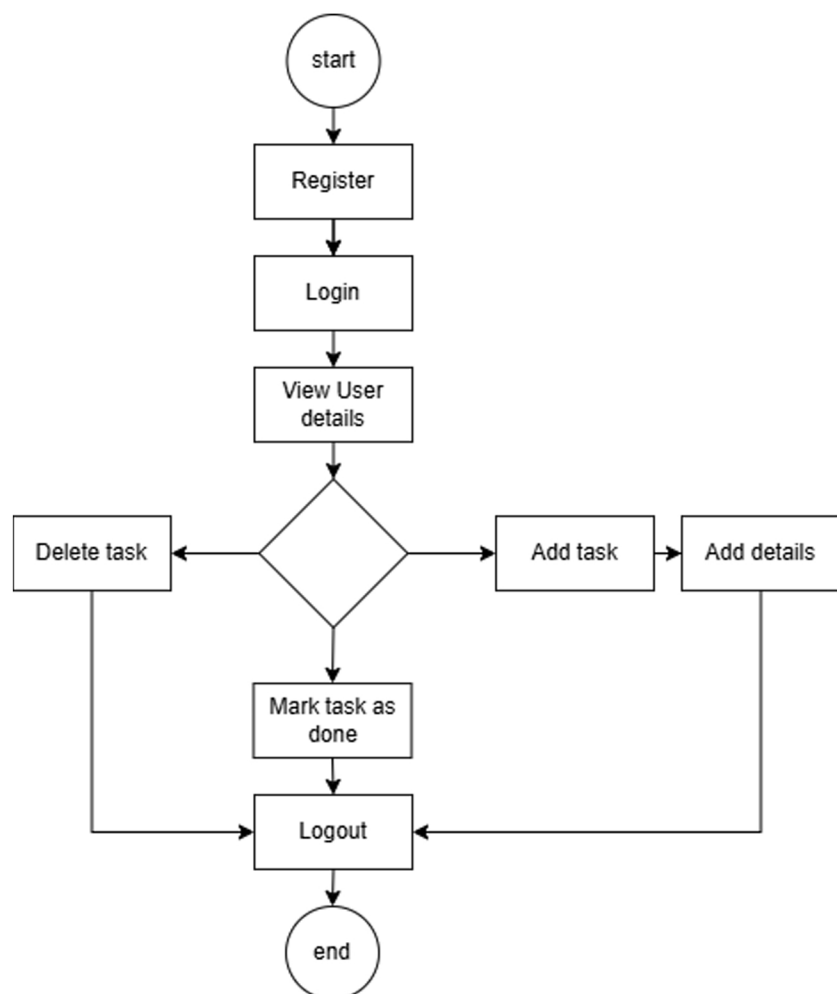 start
Register
Login
View User
details
Delete task
Add task
Add details
Mark task as
done
Logout
end